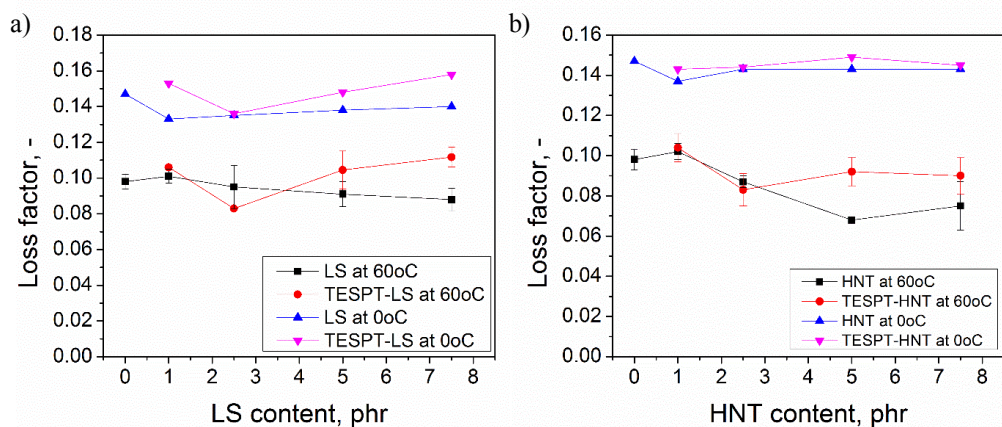 a)
0.18
0.16
0.14
0.12
0.10
0.08
0.06
0.04
0.02
0.00
Loss factor, -
LS at 60oC
TESPT-LS at 60oC
LS at 0oC
TESPT-LS at 0oC
0 1 2 3 4 5 6 7 8
LS content, phr
b)
0.16
0.14
0.12
0.10
0.08
0.06
0.04
0.02
0.00
Loss factor, -
HNT at 60oC
TESPT-HNT at 60oC
HNT at 0oC
TESPT-HNT at 0oC
0 1 2 3 4 5 6 7 8
HNT content, phr